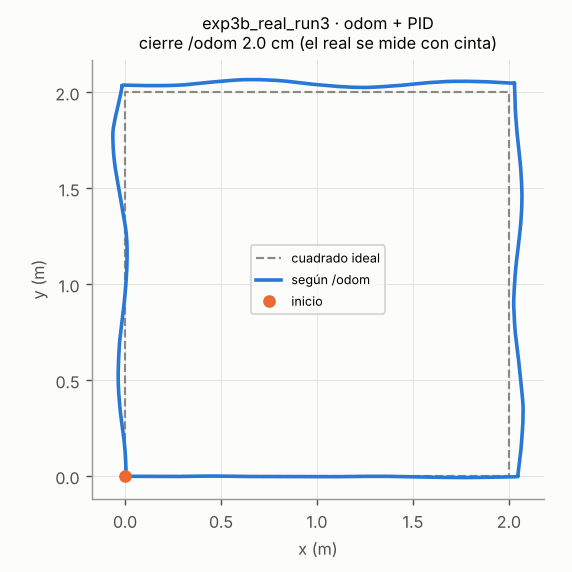 exp3b_real_run3 · odom + PID
cierre /odom 2.0 cm (el real se mide con cinta)
2.0
1.5
1.0
0.5
0.0
y (m)
cuadrado ideal
según /odom
inicio
0.0 0.5 1.0 1.5 2.0
x (m)